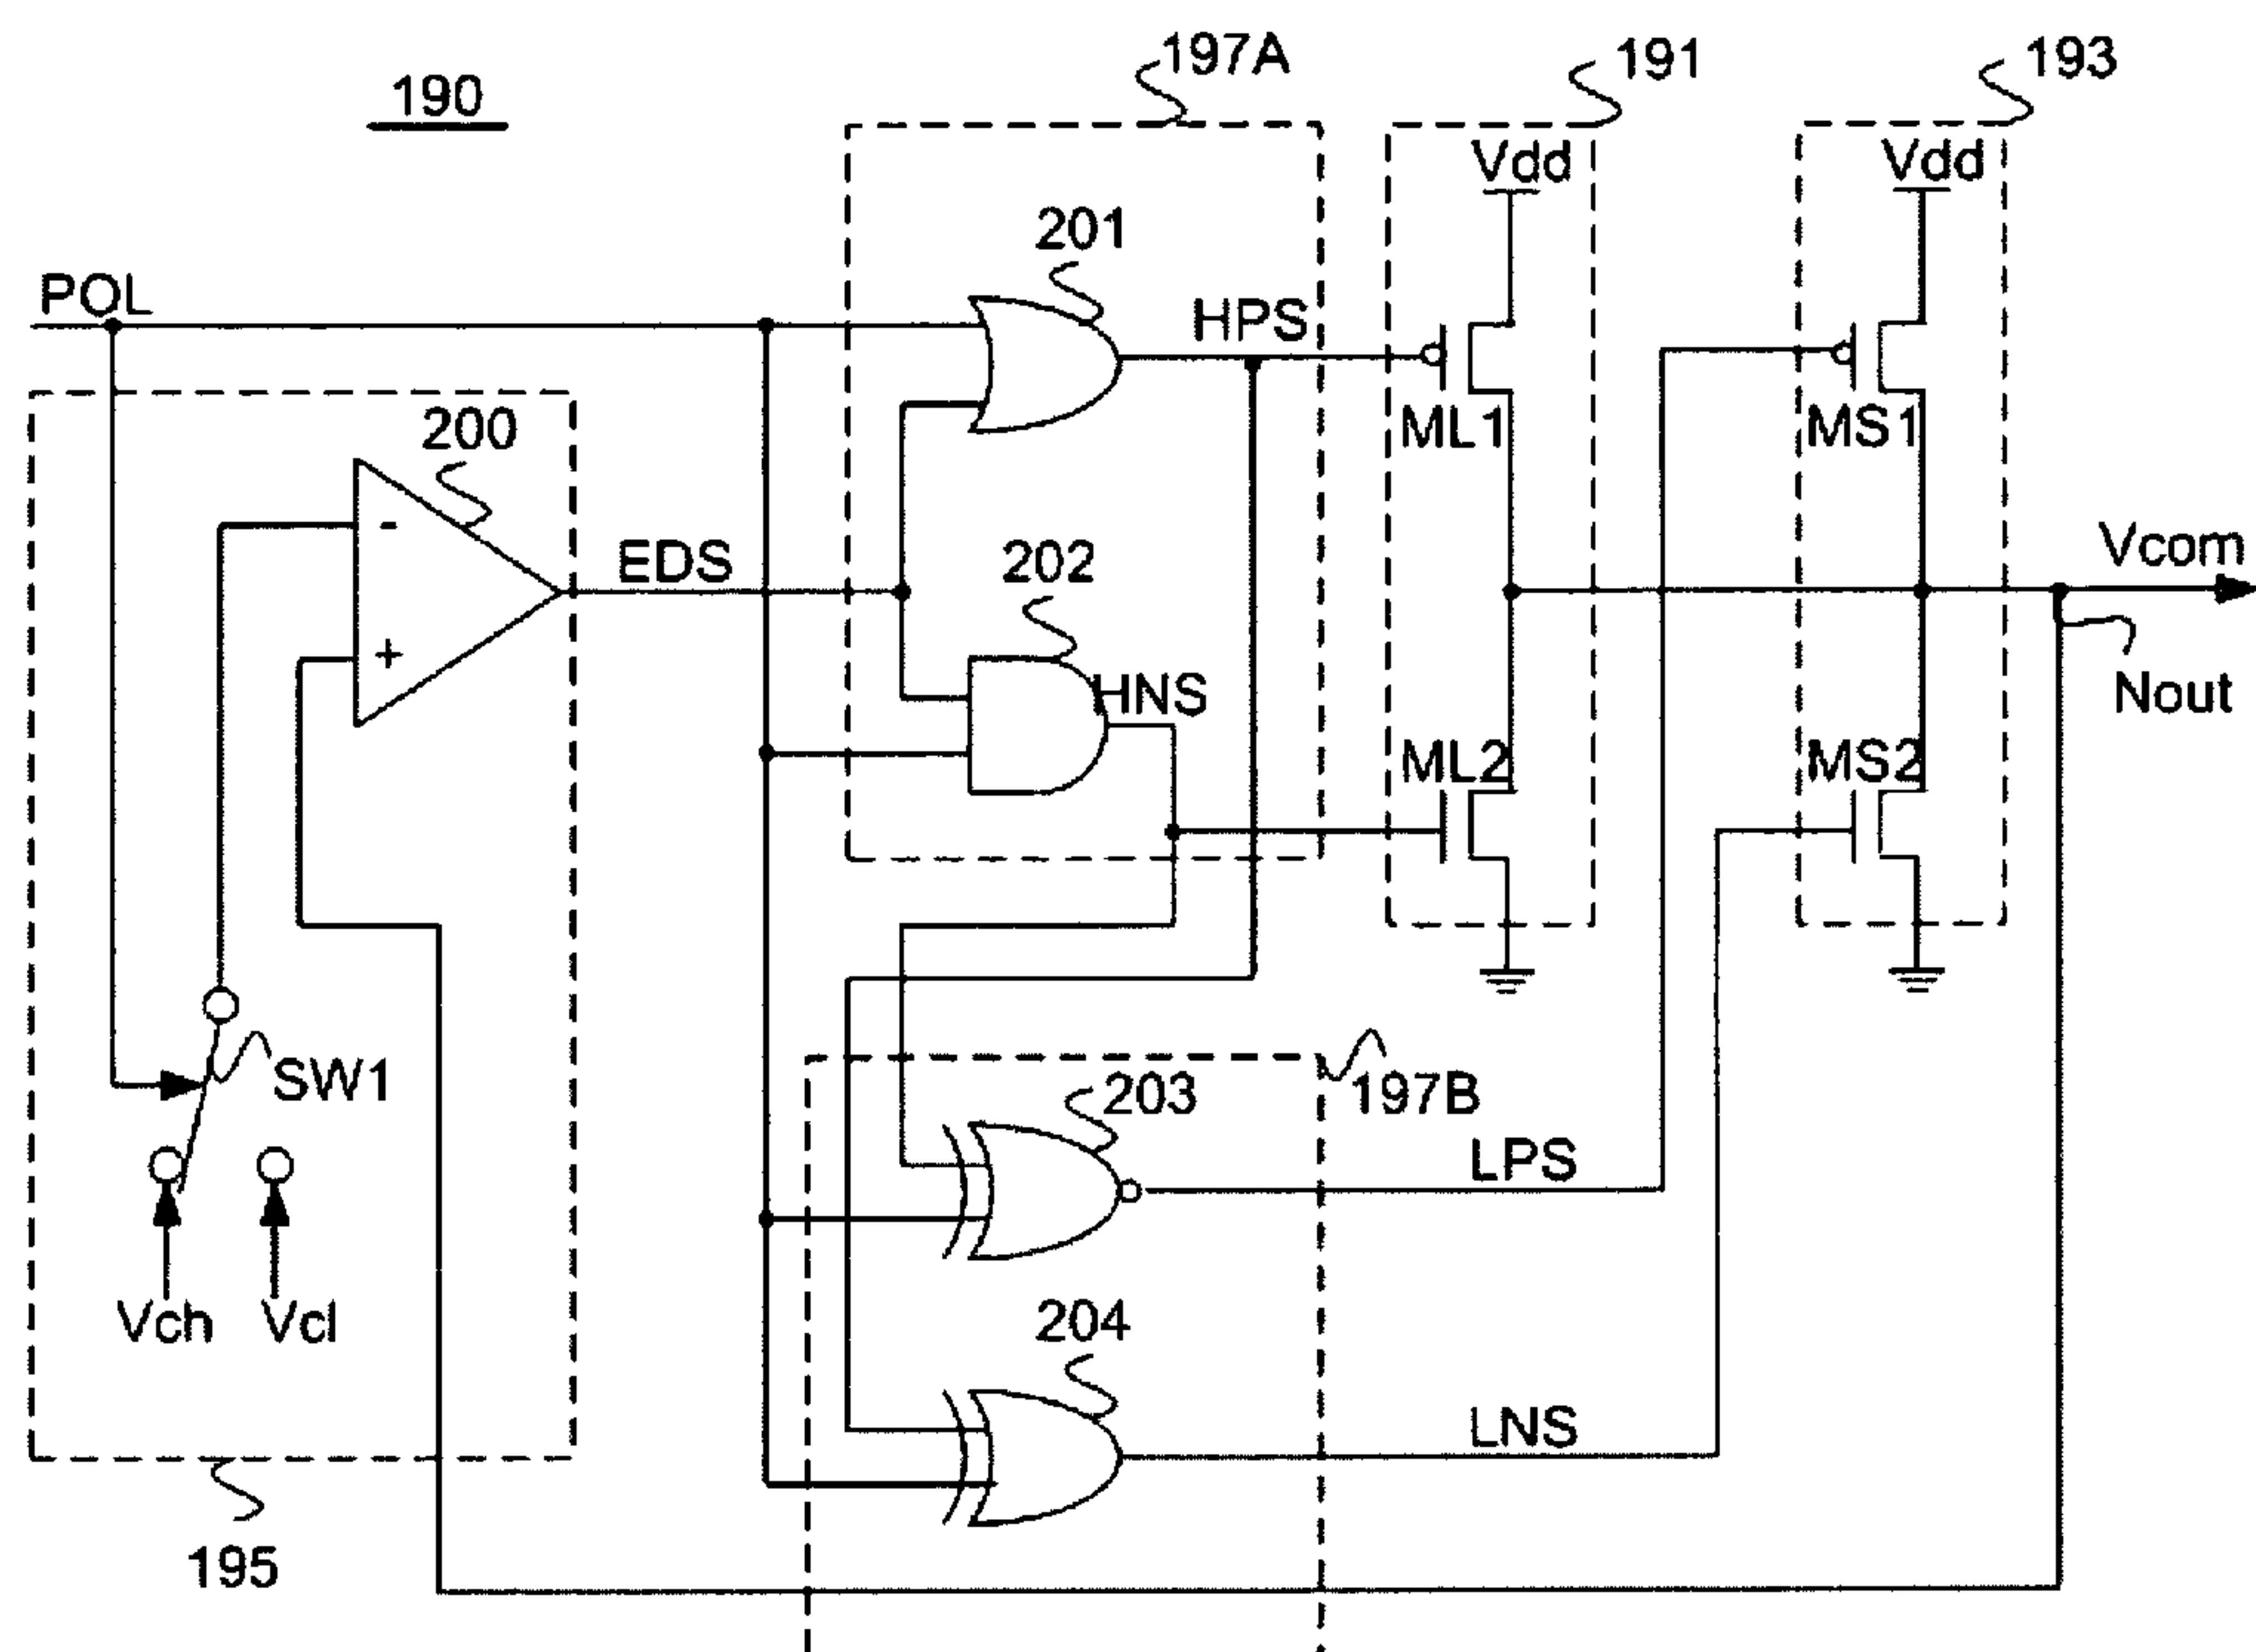 190
197A
191
193
Vdd
Vdd
201
POL
HPS
200
ML1
MS1
-
EDS
202
Vcom
+
HNS
Nout
ML2
MS2
SW1
203
197B
LPS
Vch
Vcl
204
LNS
195